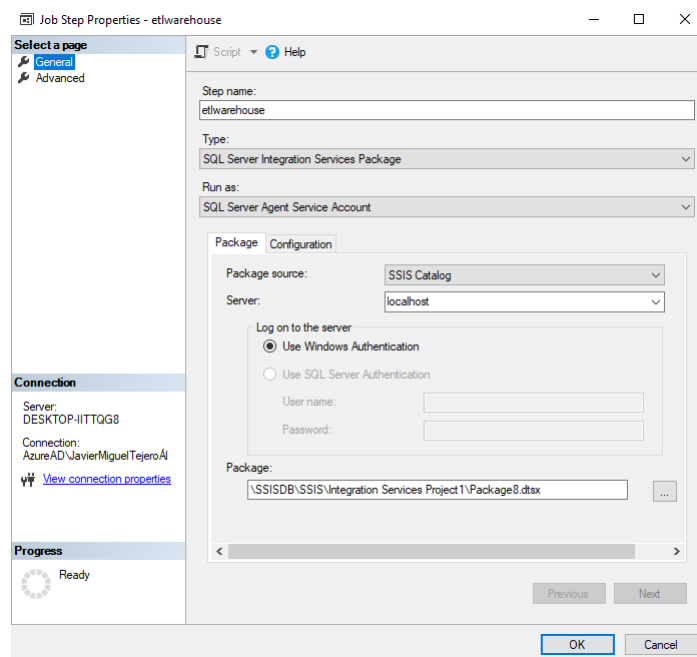 Job Step Properties - etlwarehouse
Select a page
General
Advanced
Script
Help
Step name:
etlwarehouse
Type:
SQL Server Integration Services Package
Run as:
SQL Server Agent Service Account
Package
Configuration
Package source:
SSIS Catalog
Server:
localhost
Log on to the server
Use Windows Authentication
Use SQL Server Authentication
User name:
Password:
Package:
\SSISDB\SSIS\Integration Services Project1\Package8.dtsx
...
Connection
Server:
DESKTOP-IITTQG8
Connection:
AzureAD\JavierMiguelTejeroÁl
View connection properties
Progress
Ready
Previous
Next
OK
Cancel